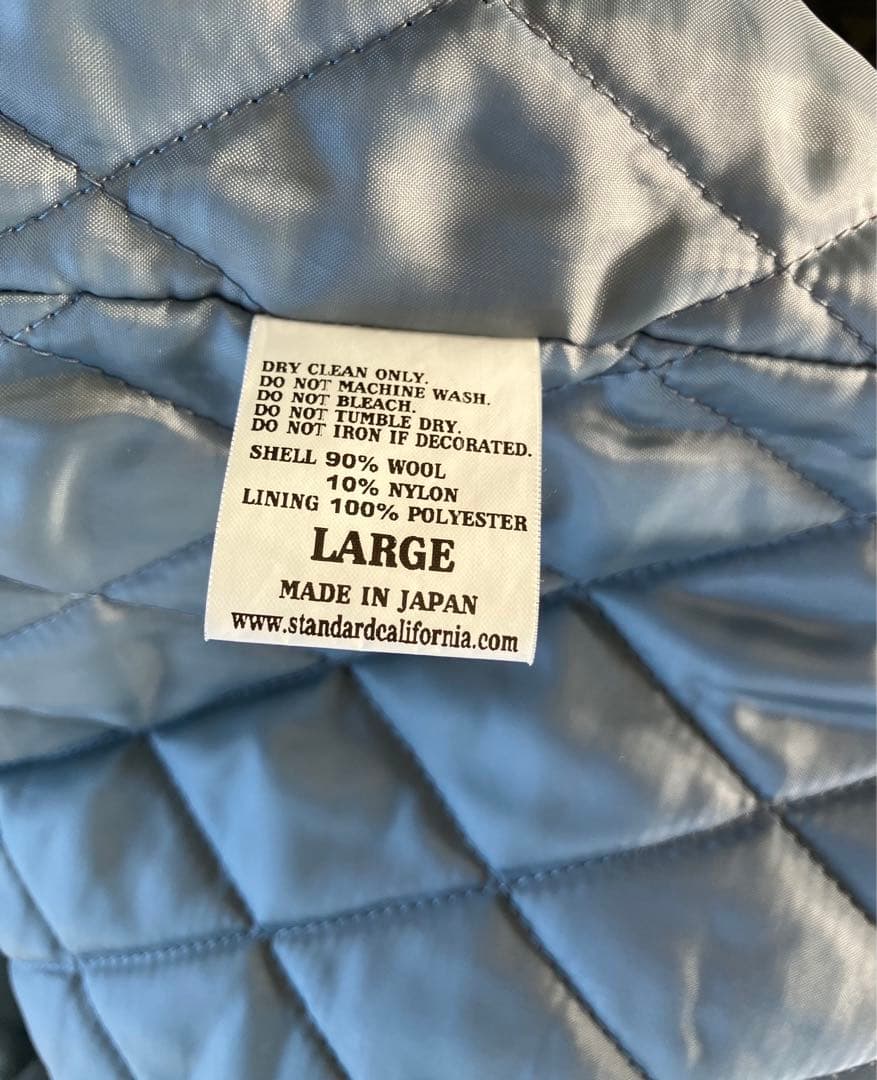 DRY CLEAN ONLY.
DO NOT MACHINE WASH.
DO NOT BLEACH.
DO NOT TUMBLE DRY.
DO NOT IRON IF DECORATED.
SHELL 90% WOOL
10% NYLON
LINING 100% POLYESTER
LARGE
MADE IN JAPAN
www.standardcalifornia.com